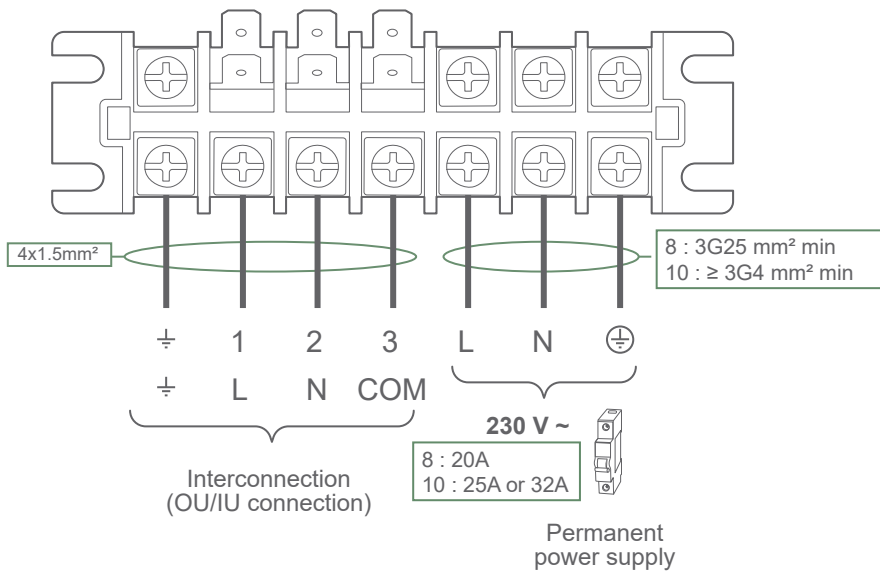 4x1.5mm²
8 : 3G25 mm² min
10 : ≥ 3G4 mm² min
1 2 3 L N
L N COM
230 V ~
8 : 20A
10 : 25A or 32A
Interconnection
(OU/IU connection)
Permanent
power supply